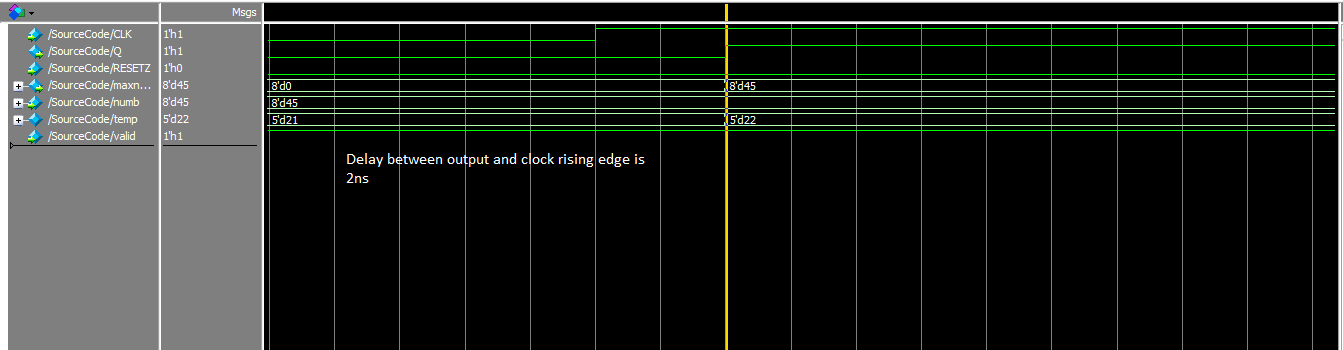 Msgs
/SourceCode/CLK 1'h1
/SourceCode/Q 1'h1
/SourceCode/RESETZ 1'h0
/SourceCode/maxn... 8'd45 8'd0 8'd45
/SourceCode/numb 8'd45 8'd45
/SourceCode/temp 5'd22 5'd21 5'd22
/SourceCode/valid 1'h1
Delay between output and clock rising edge is
2ns